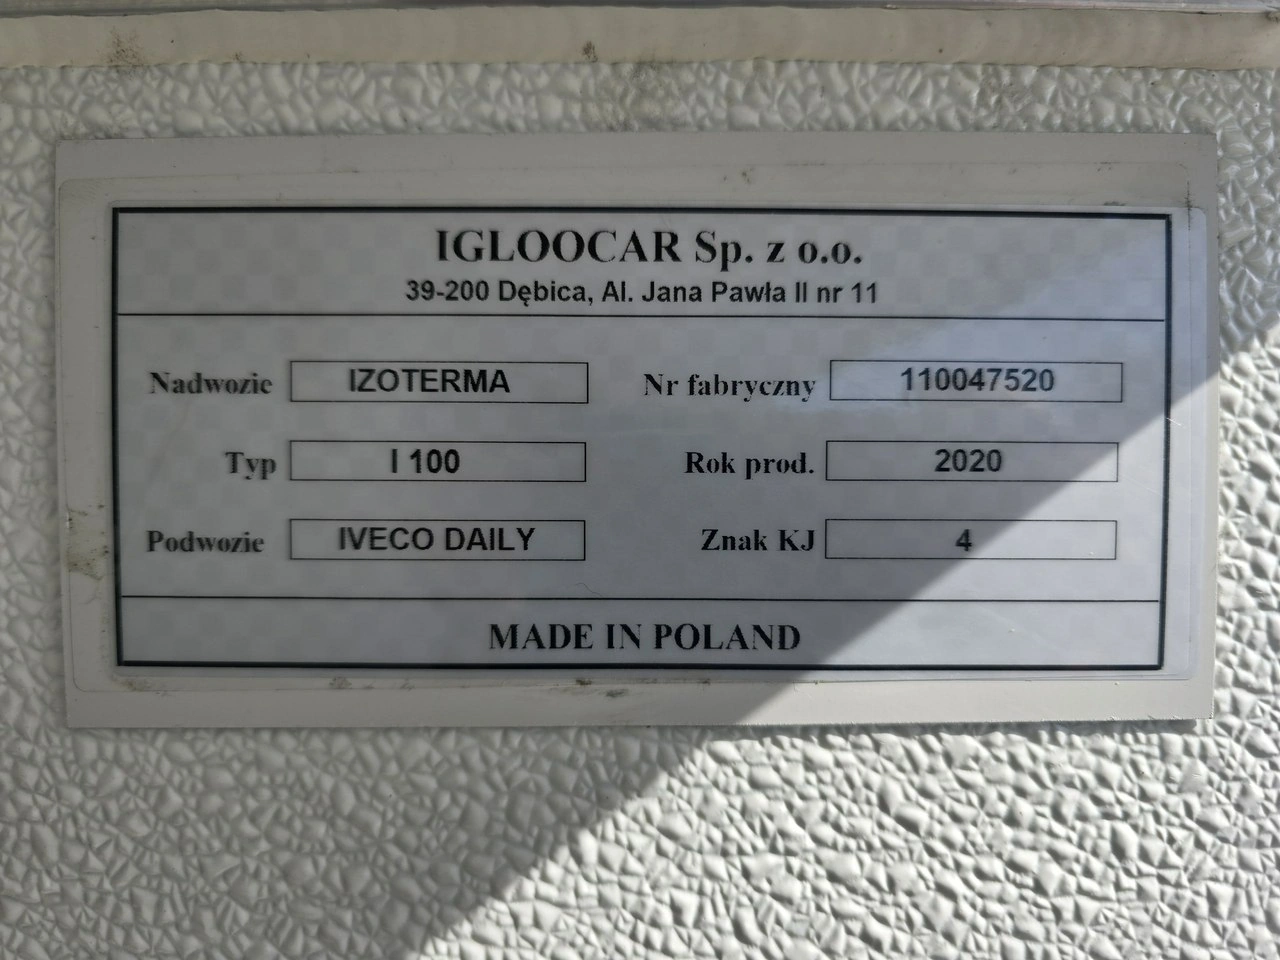 IGLOOCAR Sp. z o.o.
39-200 Dębica, Al. Jana Pawła II nr 11
Nadwozie IZOTERMA Nr fabryczny 110047520
Typ I 100 Rok prod. 2020
Podwozie IVECO DAILY Znak KJ 4
MADE IN POLAND